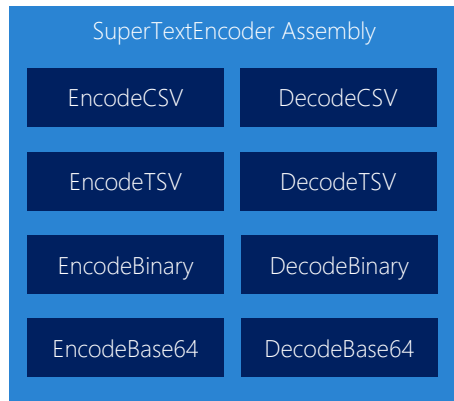 SuperTextEncoder Assembly
EncodeCSV
DecodeCSV
EncodeTSV
DecodeTSV
EncodeBinary
DecodeBinary
EncodeBase64
DecodeBase64